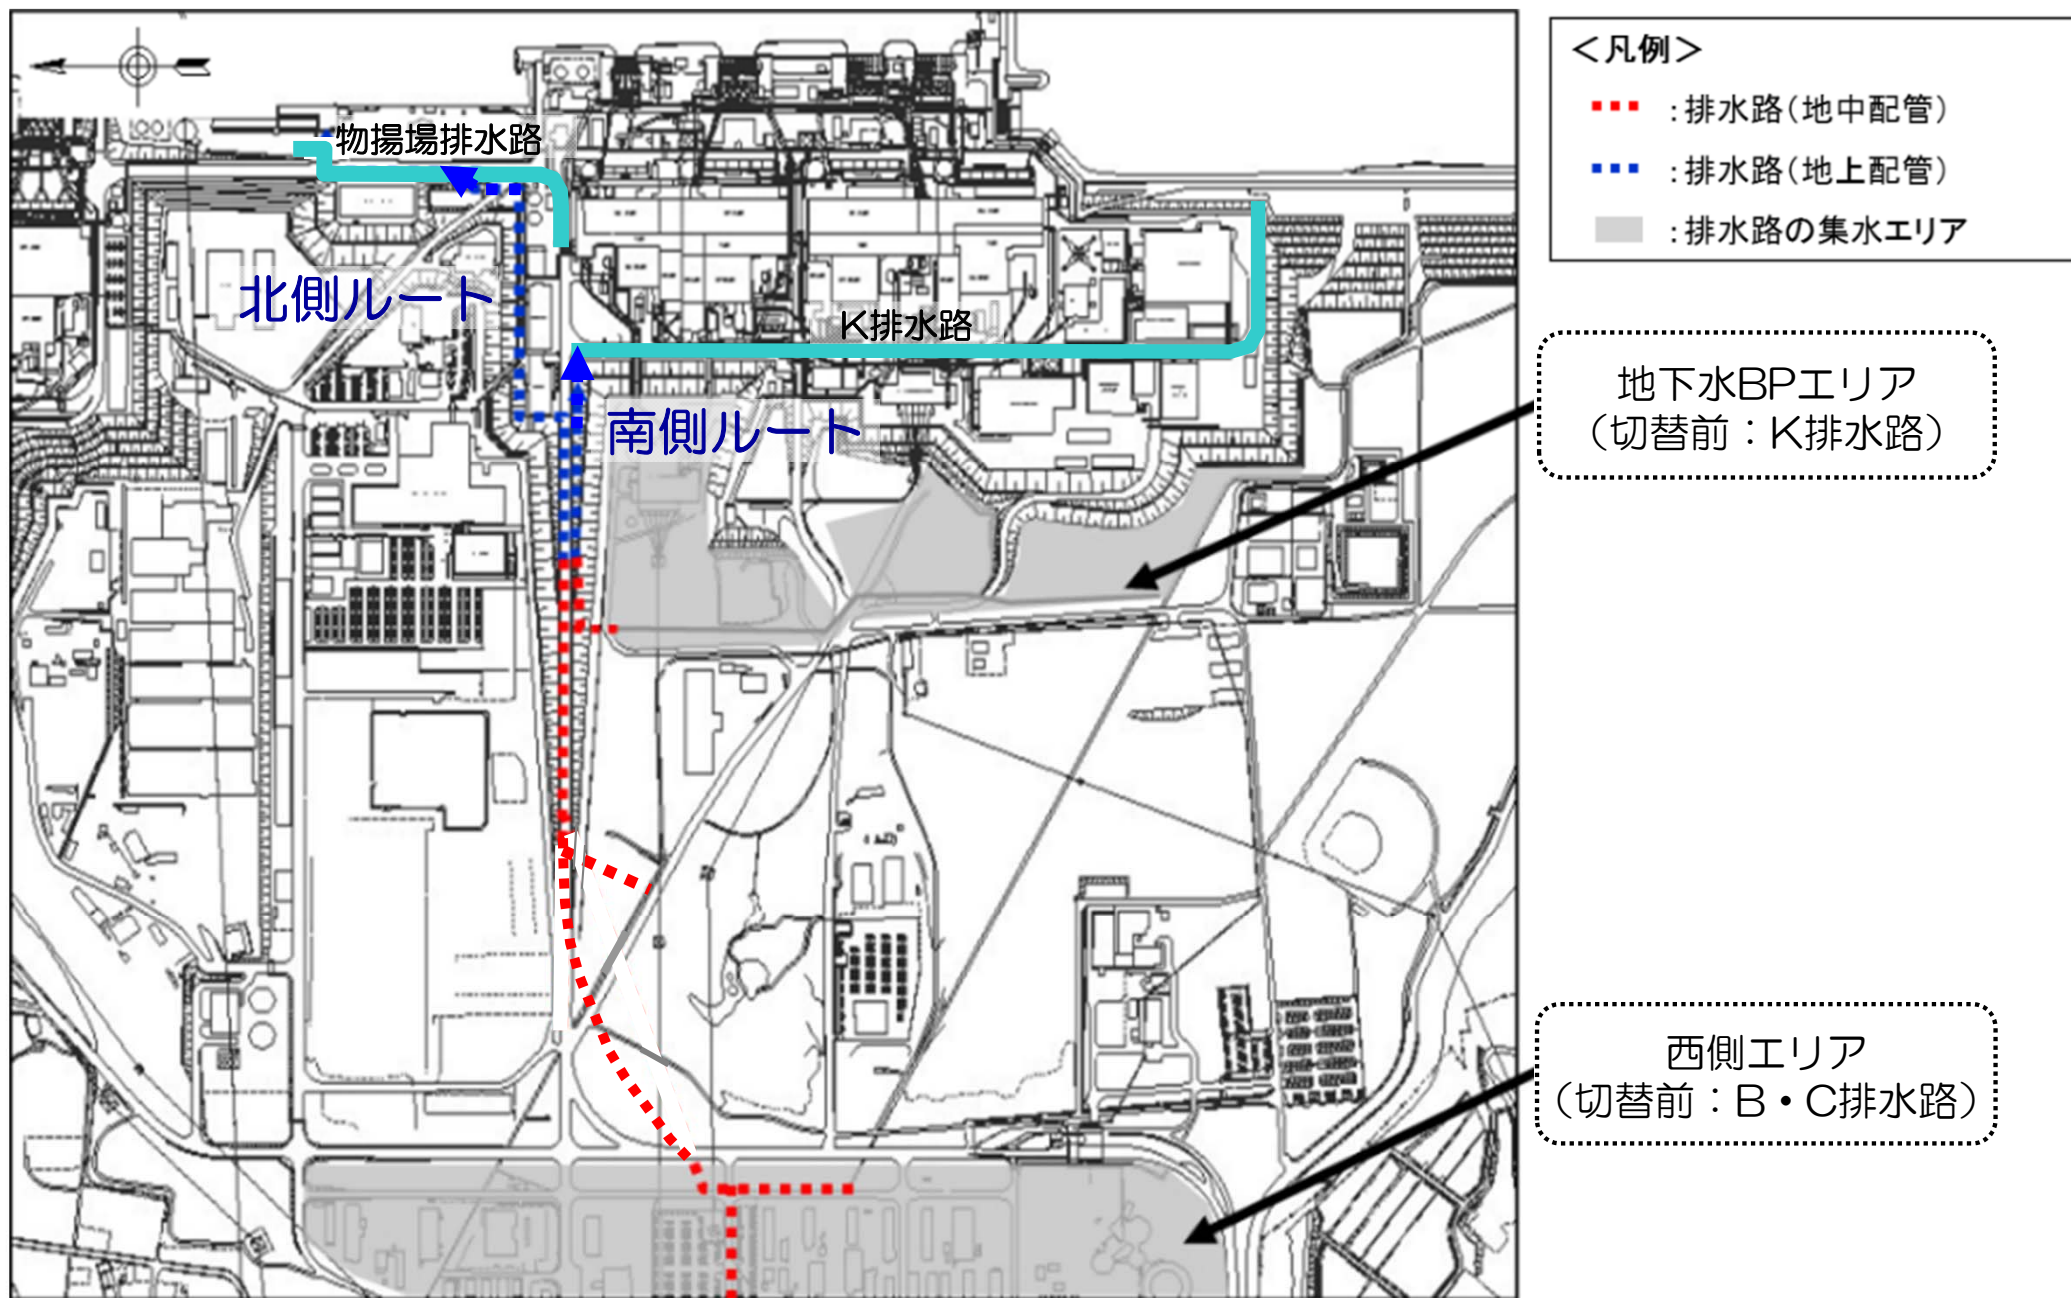 <凡例>
:排水路(地中配管)
:排水路(地上配管)
:排水路の集水エリア
物揚場排水路
北側ルート
K排水路
南側ルート
地下水BPエリア
(切替前:K排水路)
西側エリア
(切替前:B・C排水路)